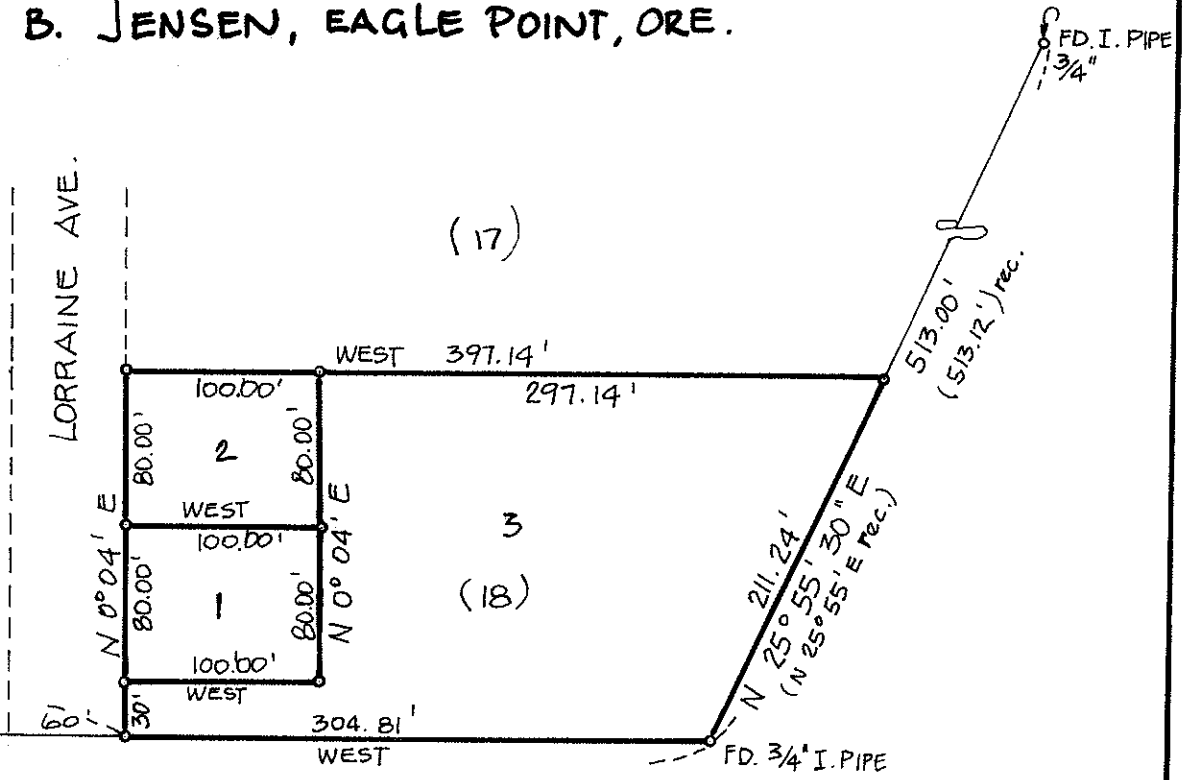 B. JENSEN, EAGLE POINT, ORE.
FD. I. PIPE
3/4"
LORRAINE AVE.
(17)
513.00'
(513.12') rec.
WEST 397.14'
100.00'
297.14'
80.00'
2
80.00'
N 0° 04' E
WEST
100.00'
N 0° 04' E
3
(18)
80.00'
1
80.00'
100.00'
WEST
211.24'
N 25° 55' 30" E
(N 25° 55' E rec.)
60'
30'
304.81'
WEST
FD. 3/4" I. PIPE